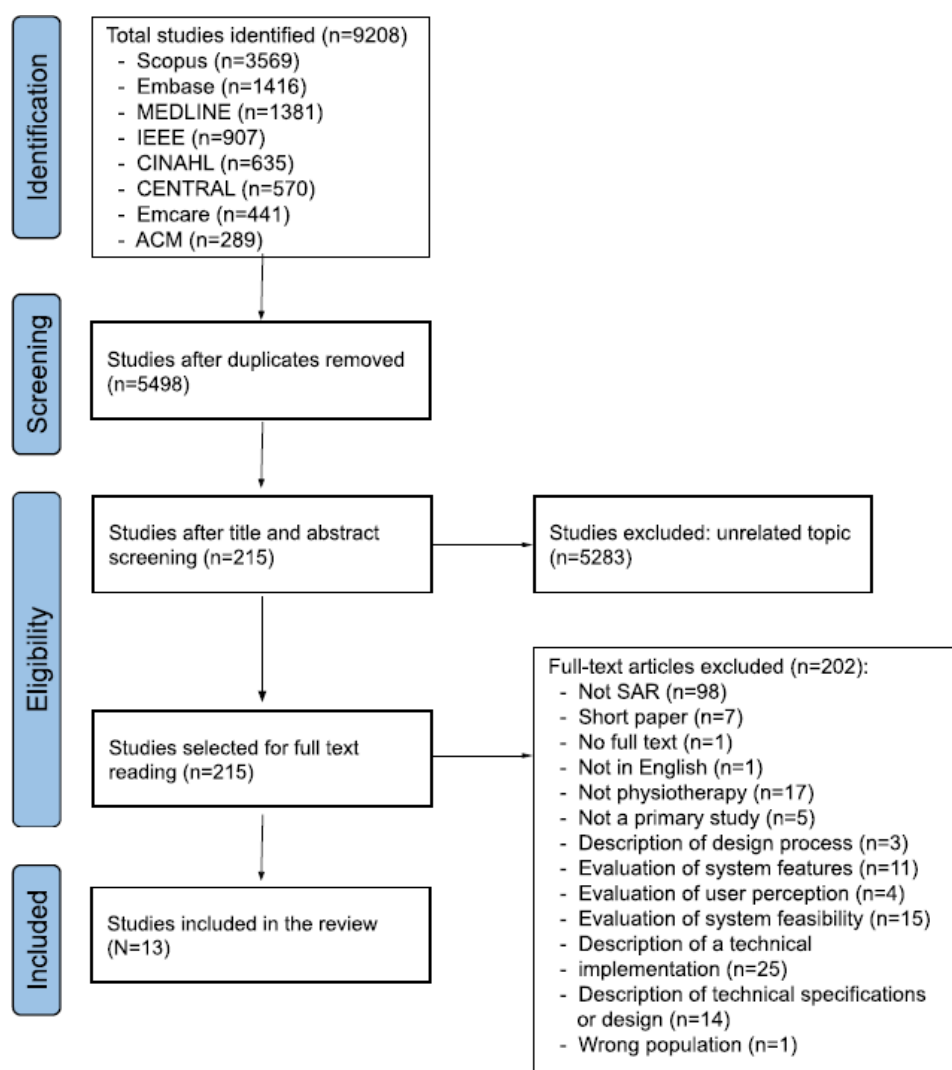 Identification
Total studies identified (n=9208)
- Scopus (n=3569)
- Embase (n=1416)
- MEDLINE (n=1381)
- IEEE (n=907)
- CINAHL (n=635)
- CENTRAL (n=570)
- Emcare (n=441)
- ACM (n=289)
Screening
Studies after duplicates removed
(n=5498)
Eligibility
Studies after title and abstract
screening (n=215)
Studies excluded: unrelated topic
(n=5283)
Studies selected for full text
reading (n=215)
Full-text articles excluded (n=202):
- Not SAR (n=98)
- Short paper (n=7)
- No full text (n=1)
- Not in English (n=1)
- Not physiotherapy (n=17)
- Not a primary study (n=5)
- Description of design process (n=3)
- Evaluation of system features (n=11)
- Evaluation of user perception (n=4)
- Evaluation of system feasibility (n=15)
- Description of a technical
- implementation (n=25)
- Description of technical specifications
or design (n=14)
- Wrong population (n=1)
Included
Studies included in the review
(N=13)